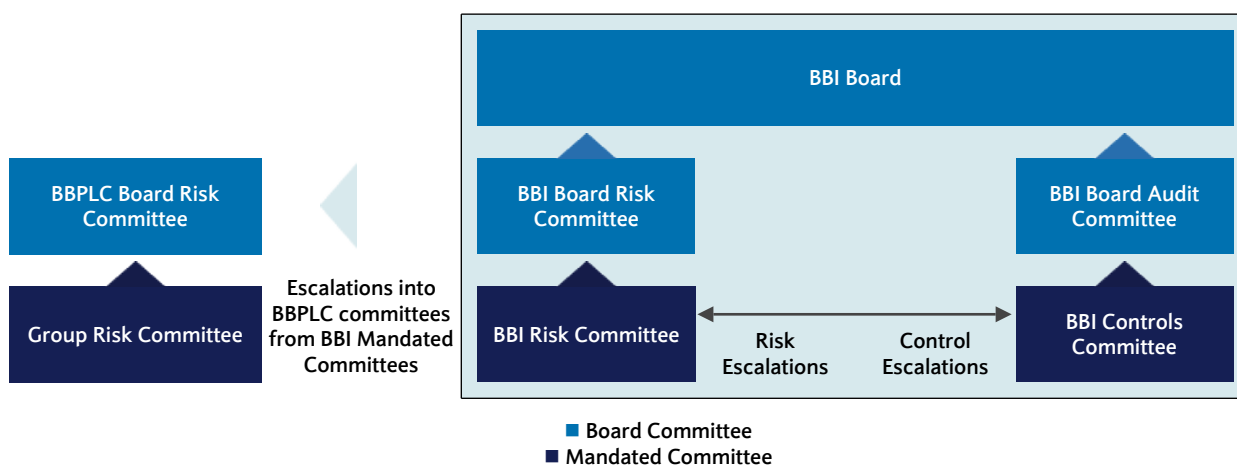 BBI Board
BBPLC Board Risk
Committee
BBI Board Risk
Committee
BBI Board Audit
Committee
Group Risk Committee
Escalations into
BBPLC committees
from BBI Mandated
Committees
BBI Risk Committee
Risk
Escalations
Control
Escalations
BBI Controls
Committee
Board Committee
Mandated Committee